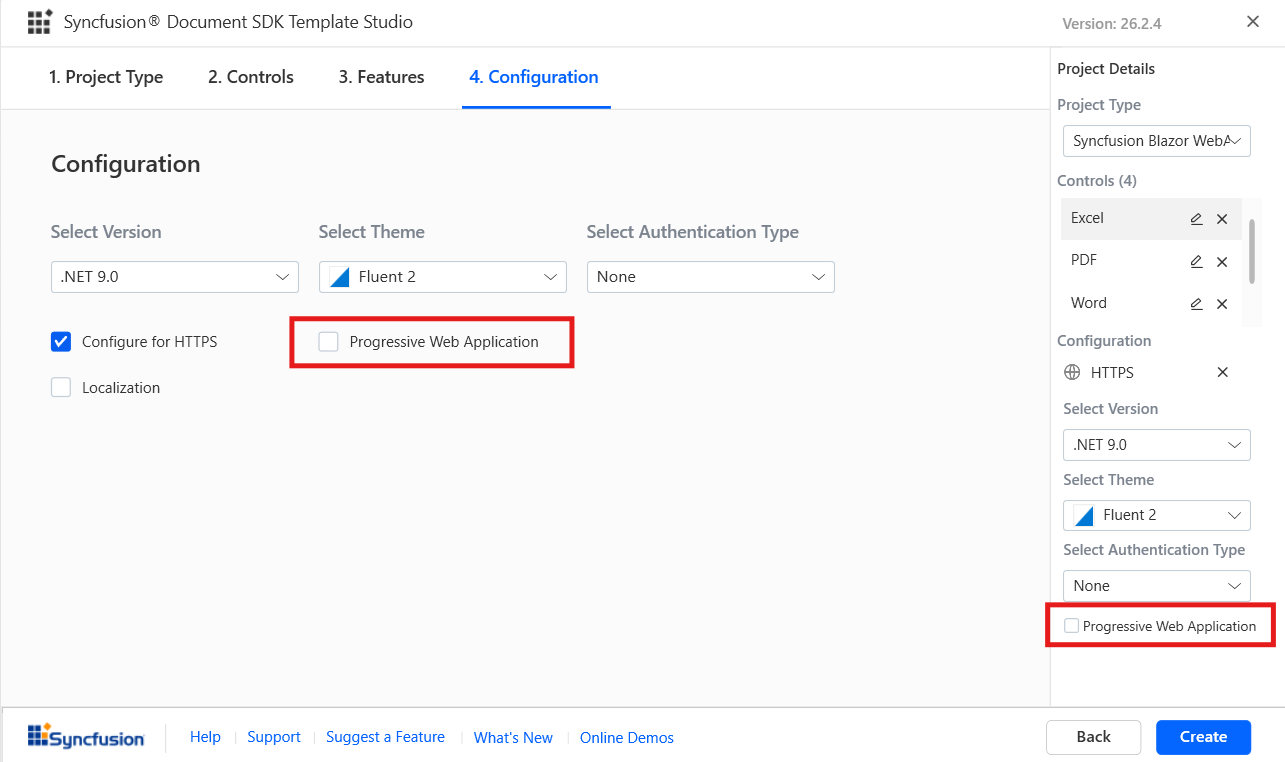 Syncfusion® Document SDK Template Studio
Version: 26.2.4
1. Project Type
2. Controls
3. Features
4. Configuration
Configuration
Select Version
Select Theme
Select Authentication Type
.NET 9.0
Fluent 2
None
Configure for HTTPS
Progressive Web Application
Localization
Project Details
Project Type
Syncfusion Blazor WebA
Controls (4)
Excel
PDF
Word
Configuration
HTTPS
Select Version
.NET 9.0
Select Theme
Fluent 2
Select Authentication Type
None
Progressive Web Application
Syncfusion
Help
Support
Suggest a Feature
What's New
Online Demos
Back
Create